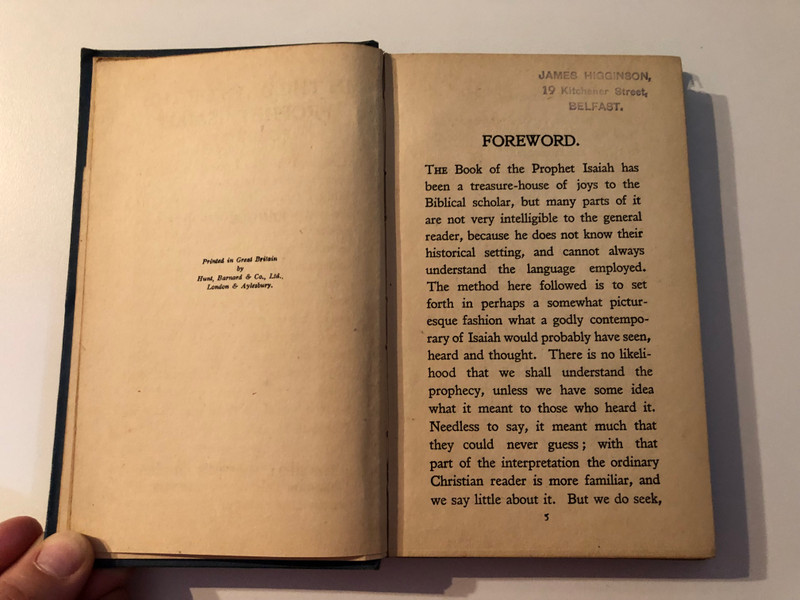 Printed in Great Britain
by
Hunt, Barnard & Co., Ltd.,
London & Aylesbury.
JAMES HIGGINSON,
19 Kitchener Street,
BELFAST.
FOREWORD.
THE Book of the Prophet Isaiah has
been a treasure-house of joys to the
Biblical scholar, but many parts of it
are not very intelligible to the general
reader, because he does not know their
historical setting, and cannot always
understand the language employed.
The method here followed is to set
forth in perhaps a somewhat pictur-
esque fashion what a godly contempo-
rary of Isaiah would probably have seen,
heard and thought. There is no likeli-
hood that we shall understand the
prophecy, unless we have some idea
what it meant to those who heard it.
Needless to say, it meant much that
they could never guess; with that
part of the interpretation the ordinary
Christian reader is more familiar, and
we say little about it. But we do seek,
5